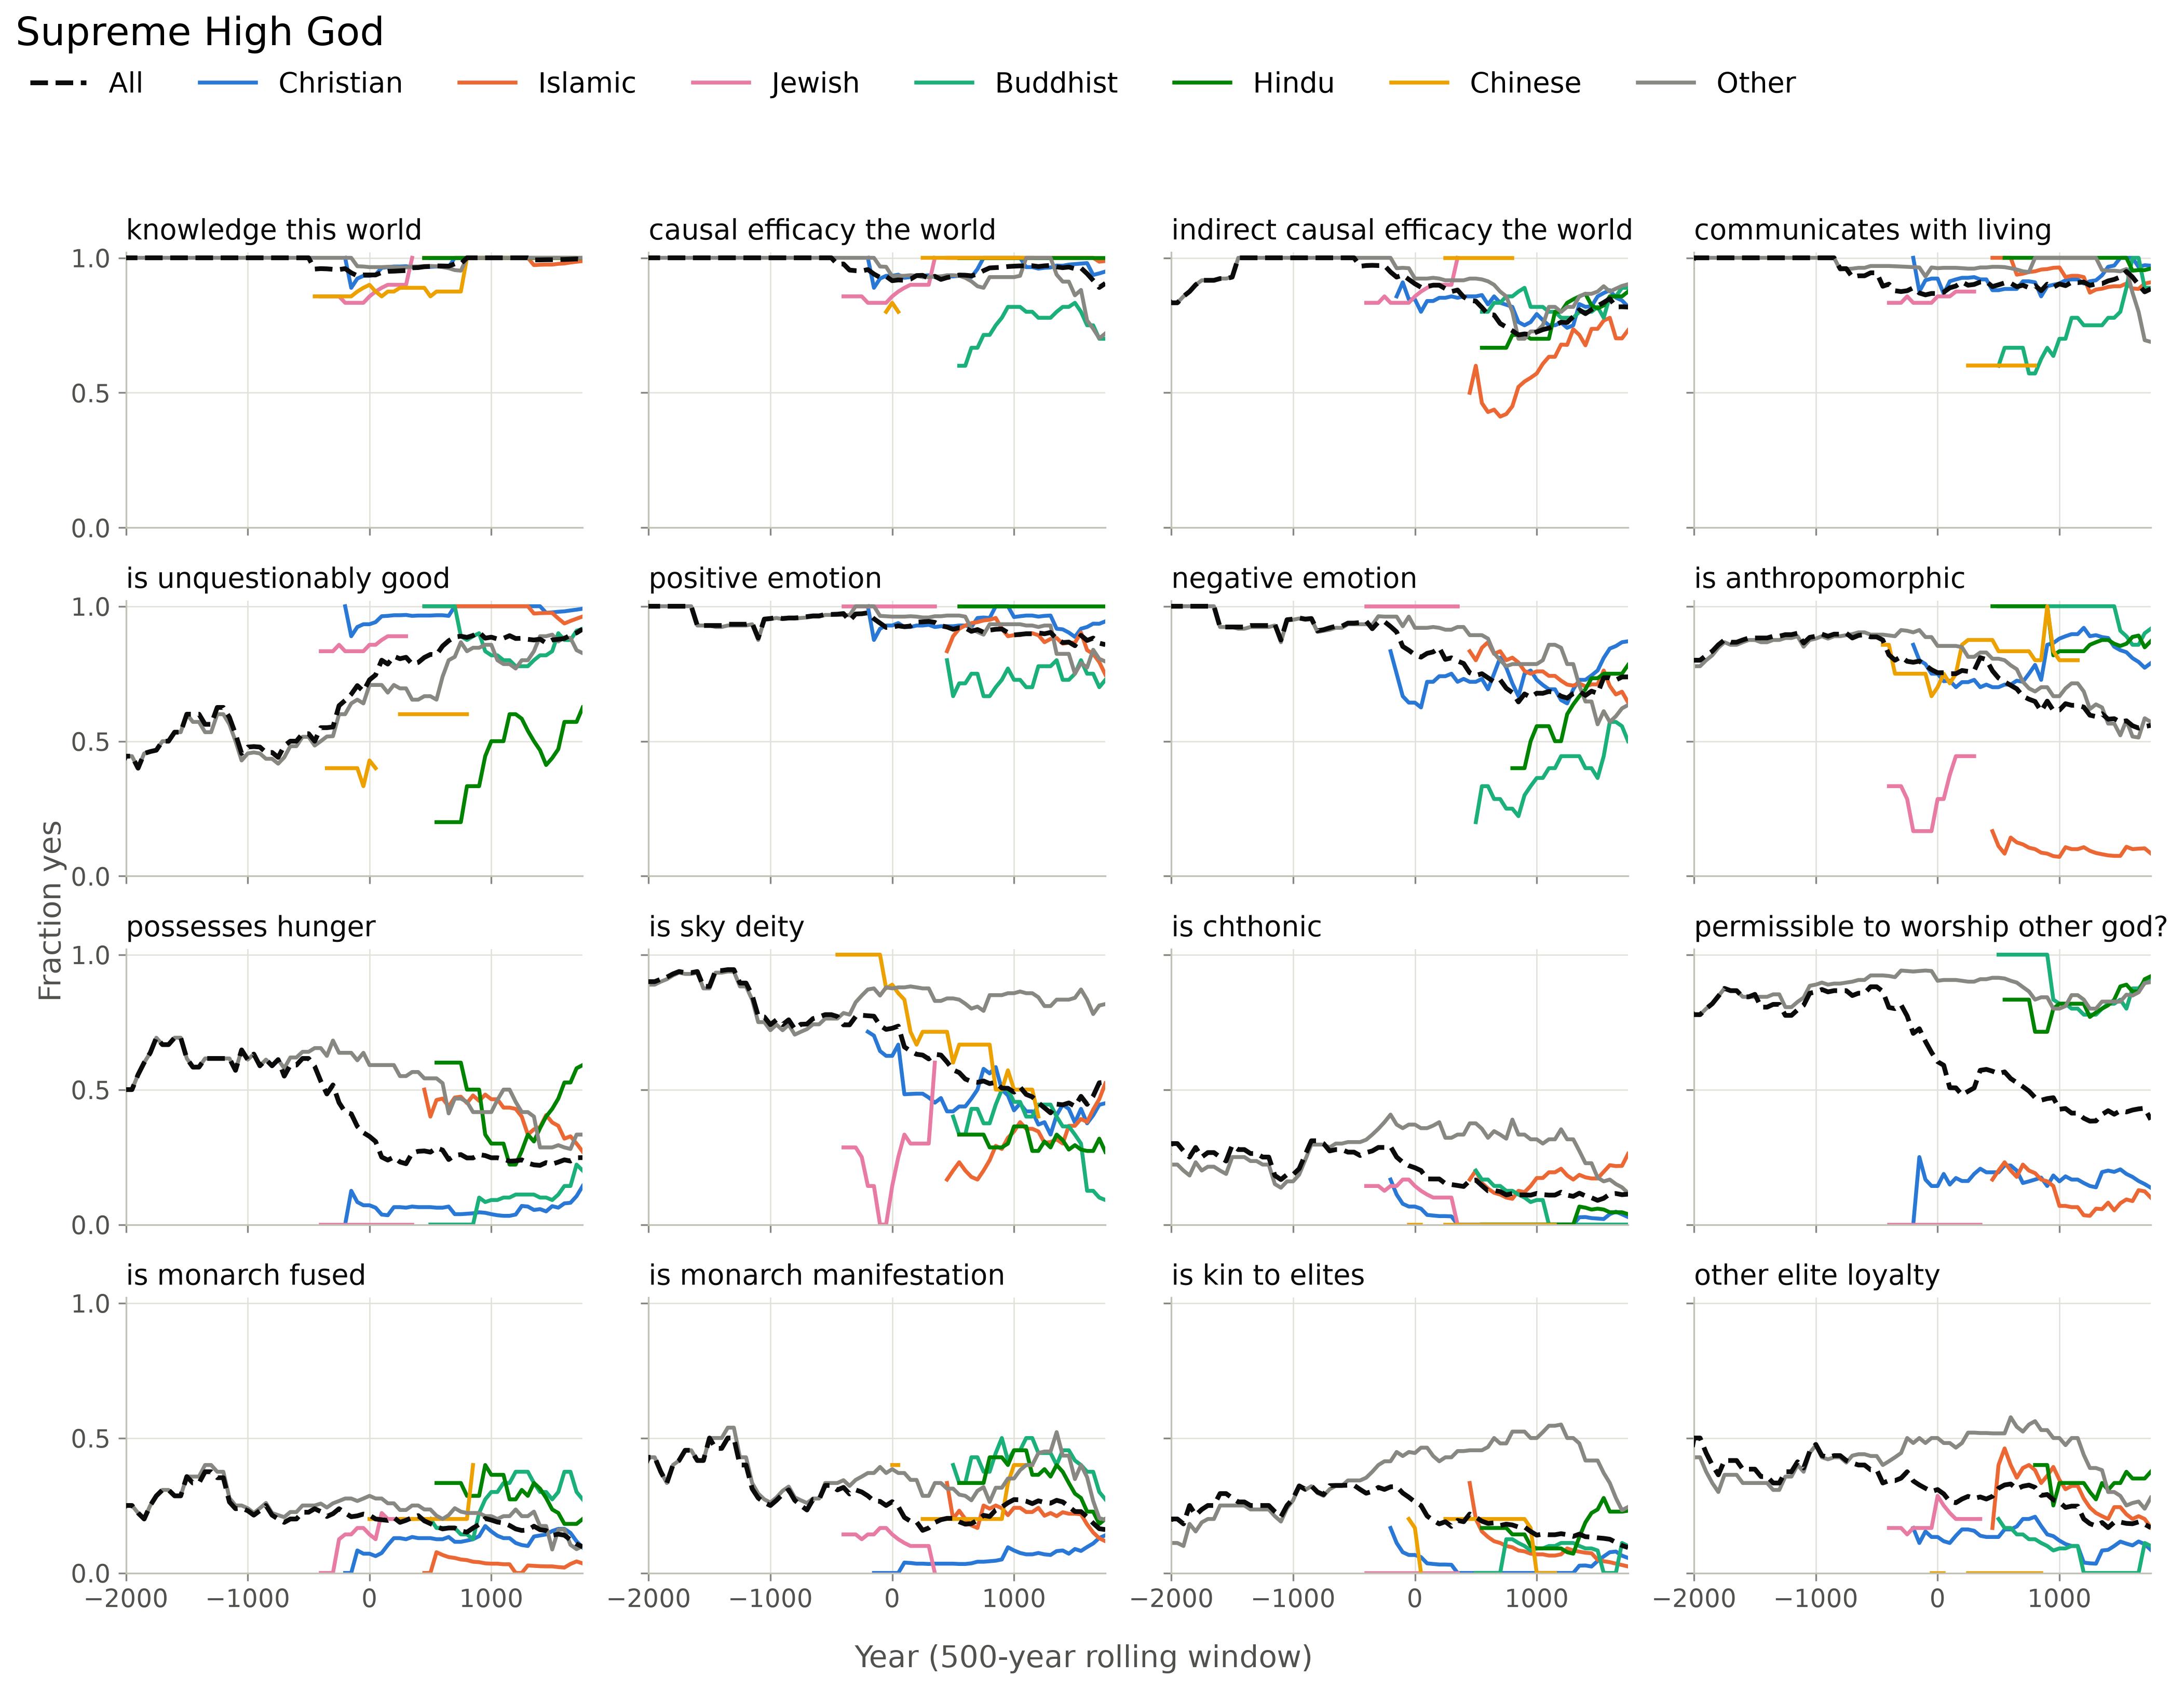 Supreme High God
All Christian Islamic Jewish Buddhist Hindu Chinese Other
knowledge this world causal efficacy the world indirect causal efficacy the world communicates with living
1.0
0.5
0.0
is unquestionably good positive emotion negative emotion is anthropomorphic
1.0
0.5
0.0
possesses hunger is sky deity is chthonic permissible to worship other god?
1.0
0.5
0.0
is monarch fused is monarch manifestation is kin to elites other elite loyalty
1.0
0.5
0.0
−2000 −1000 0 1000 −2000 −1000 0 1000 −2000 −1000 0 1000 −2000 −1000 0 1000
Fraction yes
Year (500-year rolling window)